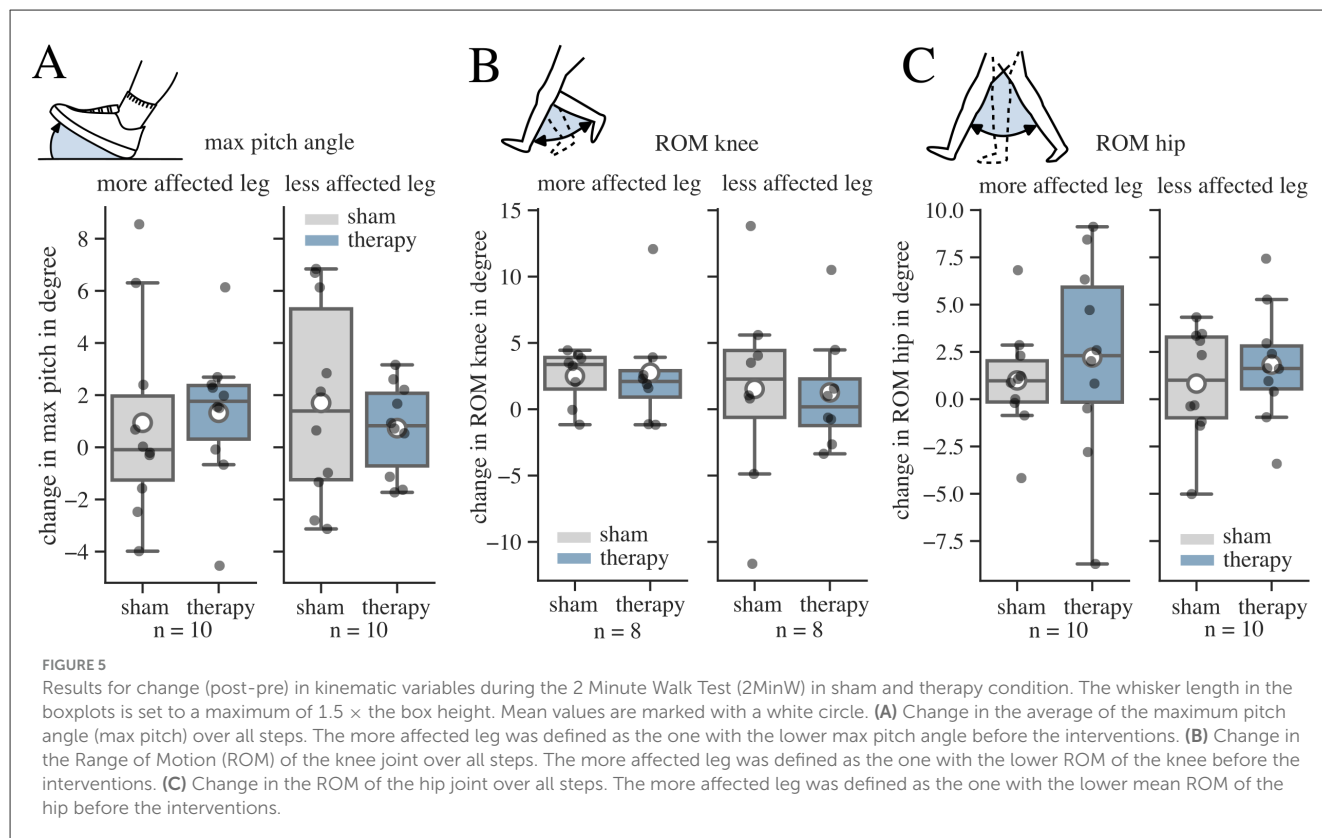 A
max pitch angle
more affected leg
less affected leg
sham
therapy
change in max pitch in degree
8
6
4
2
0
−2
−4
sham therapy
n = 10
sham therapy
n = 10
B
ROM knee
more affected leg
less affected leg
change in ROM knee in degree
15
10
5
0
−5
−10
sham
therapy
sham therapy
n = 8
sham therapy
n = 8
C
ROM hip
more affected leg
less affected leg
change in ROM hip in degree
10.0
7.5
5.0
2.5
0.0
−2.5
−5.0
−7.5
sham
therapy
sham therapy
n = 10
sham therapy
n = 10
FIGURE 5
Results for change (post-pre) in kinematic variables during the 2 Minute Walk Test (2MinW) in sham and therapy condition. The whisker length in the
boxplots is set to a maximum of 1.5 × the box height. Mean values are marked with a white circle. (A) Change in the average of the maximum pitch
angle (max pitch) over all steps. The more affected leg was defined as the one with the lower max pitch angle before the interventions. (B) Change in
the Range of Motion (ROM) of the knee joint over all steps. The more affected leg was defined as the one with the lower ROM of the knee before the
interventions. (C) Change in the ROM of the hip joint over all steps. The more affected leg was defined as the one with the lower mean ROM of the
hip before the interventions.